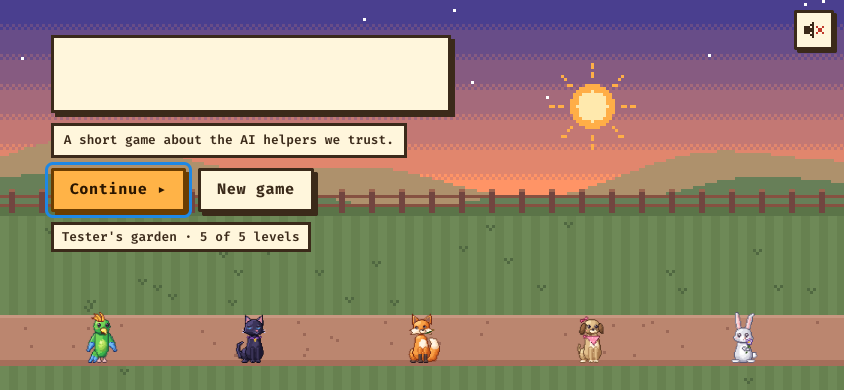 A short game about the AI helpers we trust.
Continue ▸
New game
Tester's garden · 5 of 5 levels